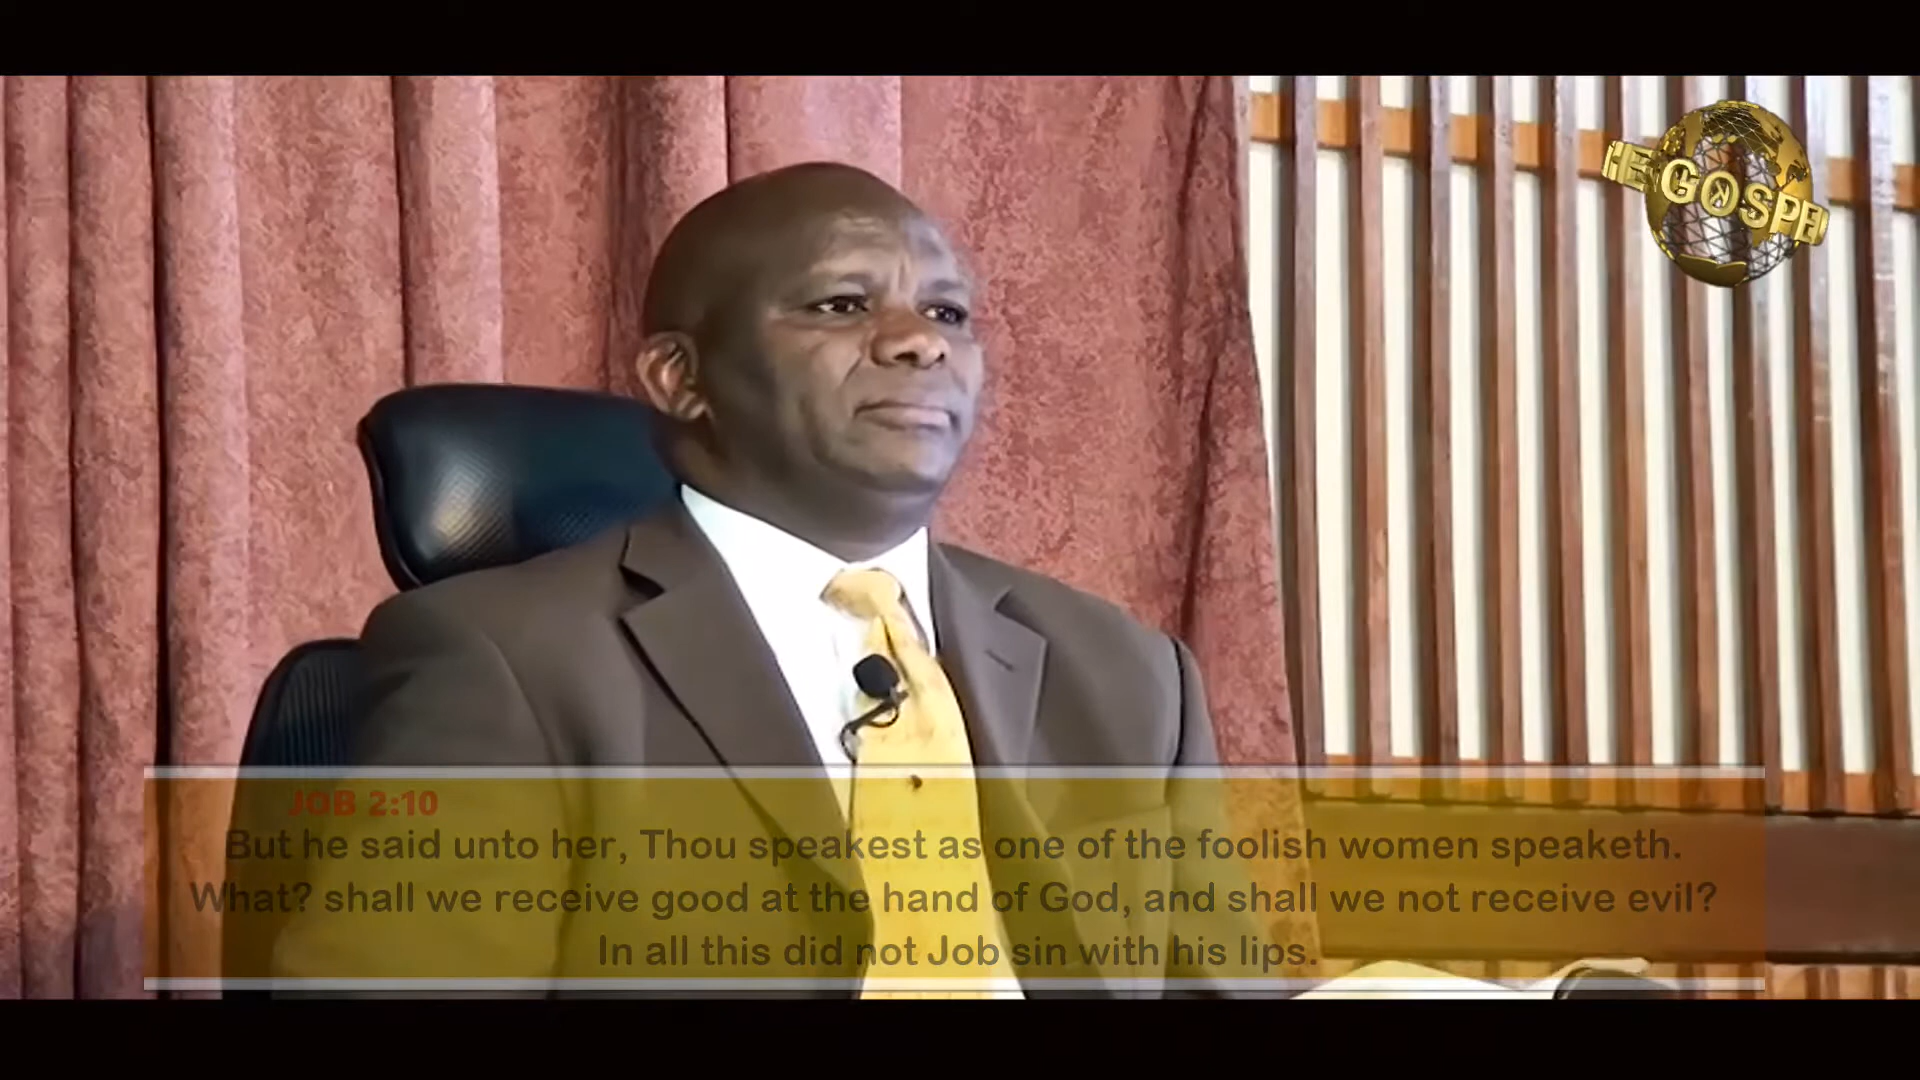 HE GOSPEL
JOB 2:10
But he said unto her, Thou speakest as one of the foolish women speaketh.
What? shall we receive good at the hand of God, and shall we not receive evil?
In all this did not Job sin with his lips.